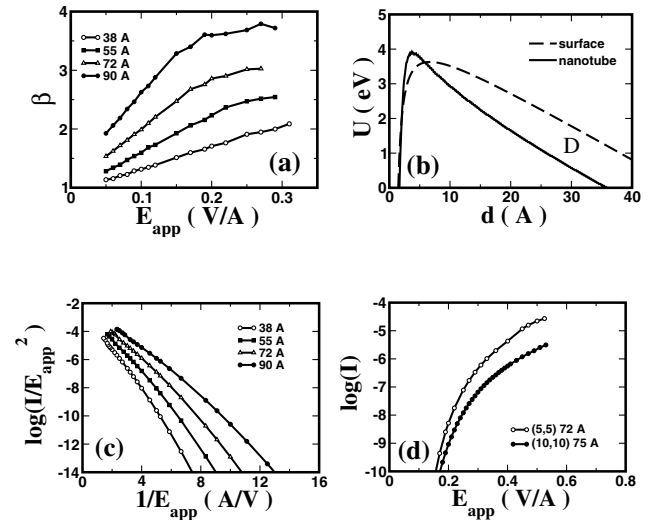 4
3
2
1
β
38 A
55 A
72 A
90 A
(a)
0 0.1 0.2 0.3
E_app ( V/A )
5
4
3
2
1
0
U ( eV )
surface
nanotube
D
(b)
0 10 20 30 40
d ( A )
-2
-4
-6
-8
-10
-12
-14
log(I/E_app^2)
38 A
55 A
72 A
90 A
(c)
0 4 8 12 16
1/E_app ( A/V )
-4
-5
-6
-7
-8
-9
-10
log(I)
(5,5) 72 A
(10,10) 75 A
(d)
0 0.2 0.4 0.6 0.8
E_app ( V/A )